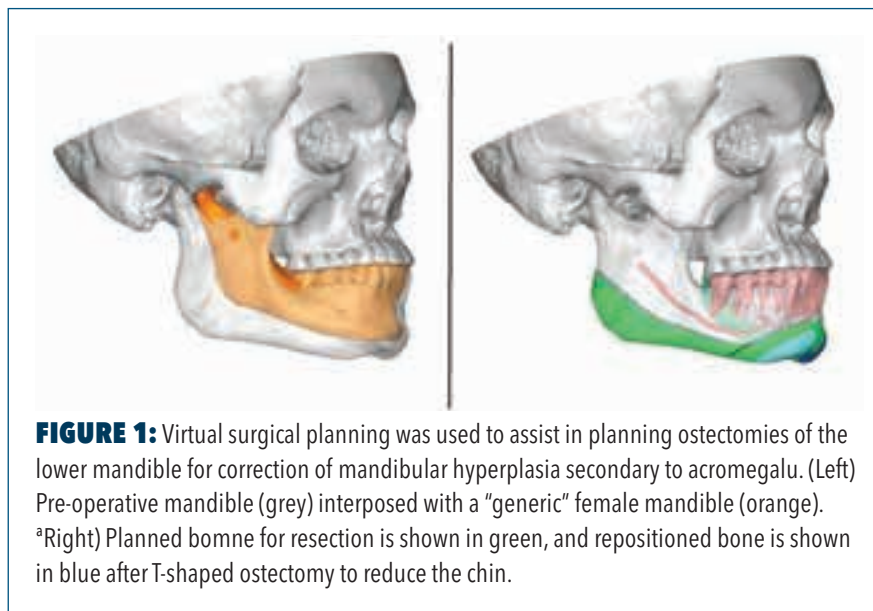 FIGURE 1: Virtual surgical planning was used to assist in planning ostectomies of the
lower mandible for correction of mandibular hyperplasia secondary to acromegalu. (Left)
Pre-operative mandible (grey) interposed with a “generic” female mandible (orange).
ªRight) Planned bomne for resection is shown in green, and repositioned bone is shown
in blue after T-shaped ostectomy to reduce the chin.